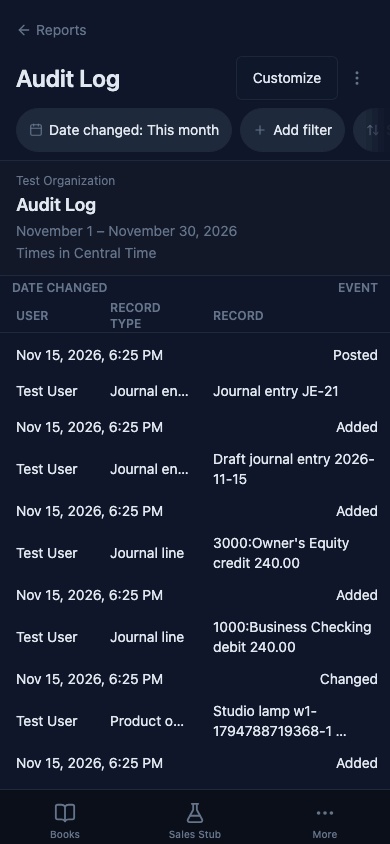 Reports
Audit Log
Customize
Date changed: This month
Add filter
Test Organization
Audit Log
November 1 – November 30, 2026
Times in Central Time
DATE CHANGED EVENT
USER RECORD TYPE RECORD
Nov 15, 2026, 6:25 PM Posted
Test User Journal en... Journal entry JE-21
Nov 15, 2026, 6:25 PM Added
Test User Journal en... Draft journal entry 2026-
11-15
Nov 15, 2026, 6:25 PM Added
Test User Journal line 3000:Owner's Equity
credit 240.00
Nov 15, 2026, 6:25 PM Added
Test User Journal line 1000:Business Checking
debit 240.00
Nov 15, 2026, 6:25 PM Changed
Test User Product o... Studio lamp w1-
1794788719368-1 ...
Nov 15, 2026, 6:25 PM Added
Books Sales Stub More